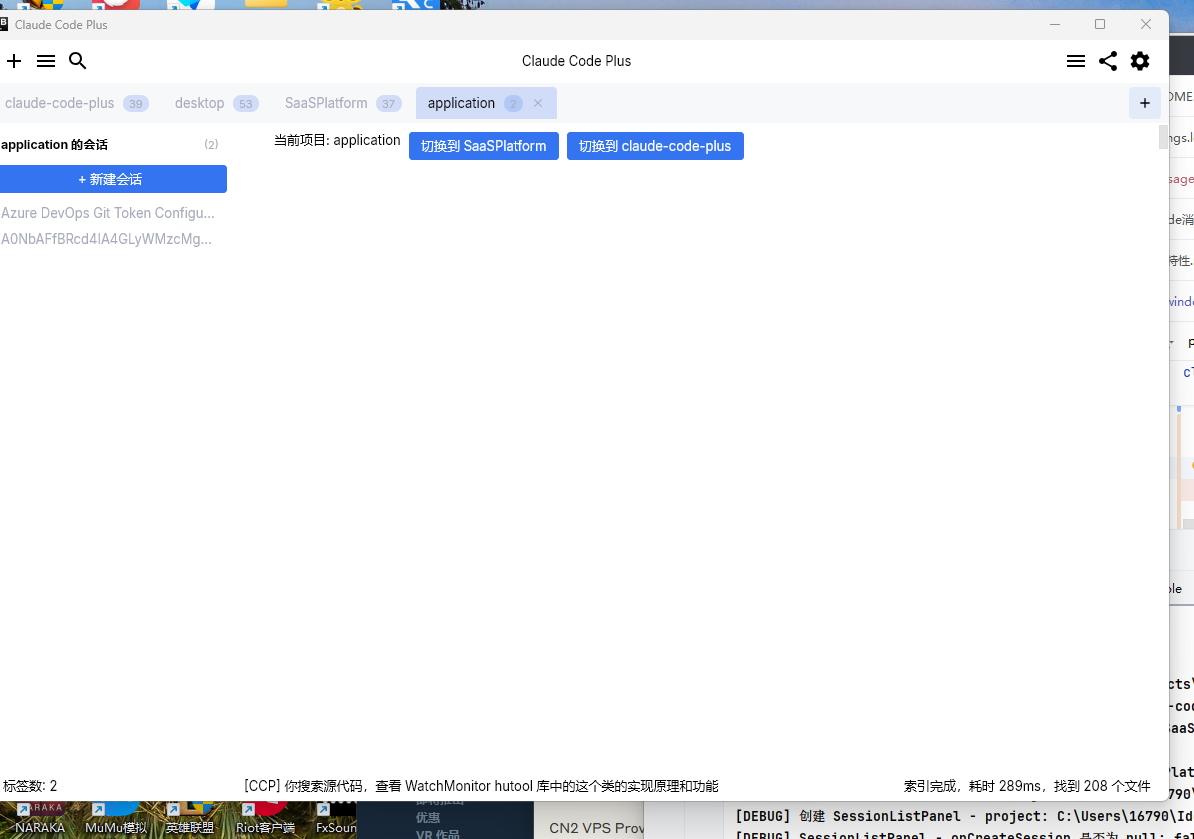 Claude Code Plus
Claude Code Plus
claude-code-plus 39 desktop 53 SaaSPlatform 37 application 2 × +
application 的会话 (2)
当前项目: application 切换到 SaaSPlatform 切换到 claude-code-plus
+ 新建会话
Azure DevOps Git Token Configu...
A0NbAFfBRcd4IA4GLyWMzcMg...
标签数: 2 [CCP] 你搜索源代码，查看 WatchMonitor hutool 库中的这个类的实现原理和功能 索引完成，耗时 289ms，找到 208 个文件
NARAKA MuMu模拟 英雄联盟 Riot客户端 FxSoun
优惠
VR 作品
CN2 VPS Prov
[DEBUG] 创建 SessionListPanel - project: C:\Users\16790\Id
[DEBUG] SessionListPanel - onCreateSession 是否为 null: fa